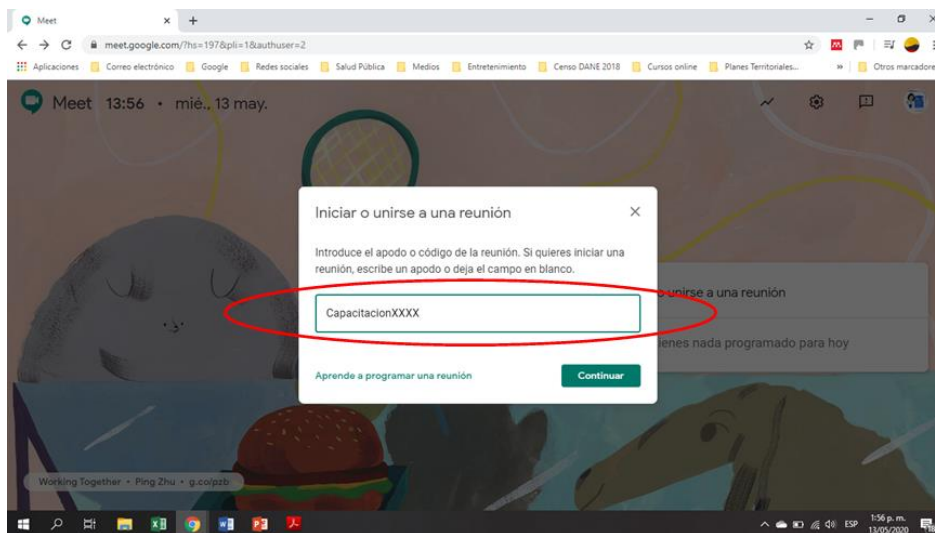 Meet
meet.google.com/?hs=197&pli=1&authuser=2
Aplicaciones Correo electrónico Google Redes sociales Salud Pública Medios Entretenimiento Censo DANE 2018 Cursos online Planes Territoriales... » Otros marcadore
Meet 13:56 • mié., 13 may.
Iniciar o unirse a una reunión
Introduce el apodo o código de la reunión. Si quieres iniciar una
reunión, escribe un apodo o deja el campo en blanco.
o unirse a una reunión
CapacitacionXXXX
ienes nada programado para hoy
Aprende a programar una reunión Continuar
Working Together • Ping Zhu • g.co/pzb
ESP 1:56 p. m.
13/05/2020